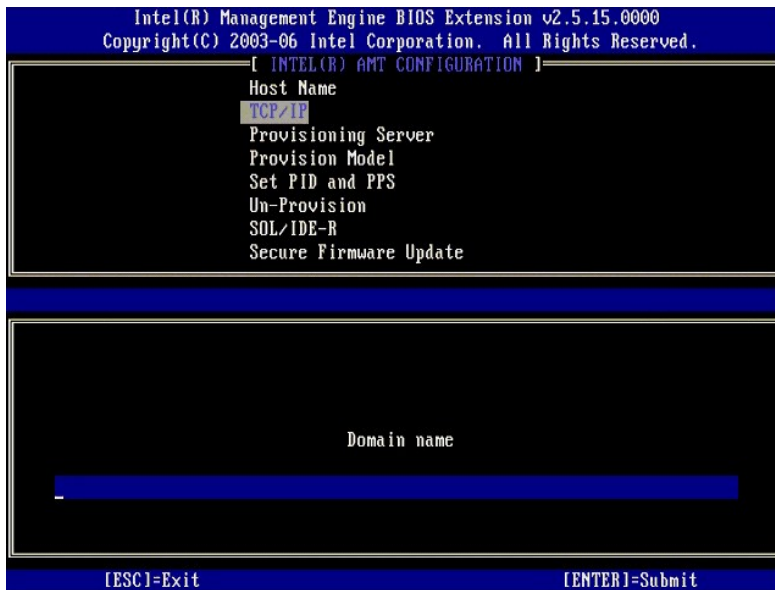 Intel(R) Management Engine BIOS Extension v2.5.15.0000
Copyright(C) 2003-06 Intel Corporation. All Rights Reserved.
[ INTEL(R) AMT CONFIGURATION ]
Host Name
TCP/IP
Provisioning Server
Provision Model
Set PID and PPS
Un-Provision
SOL/IDE-R
Secure Firmware Update
Domain name
[ESC]=Exit [ENTER]=Submit